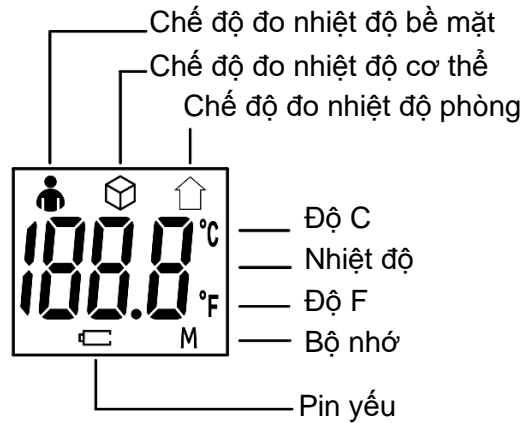 Chế độ đo nhiệt độ bề mặt
Chế độ đo nhiệt độ cơ thể
Chế độ đo nhiệt độ phòng
188.8 °C
°F
M
Độ C
Nhiệt độ
Độ F
Bộ nhớ
Pin yếu